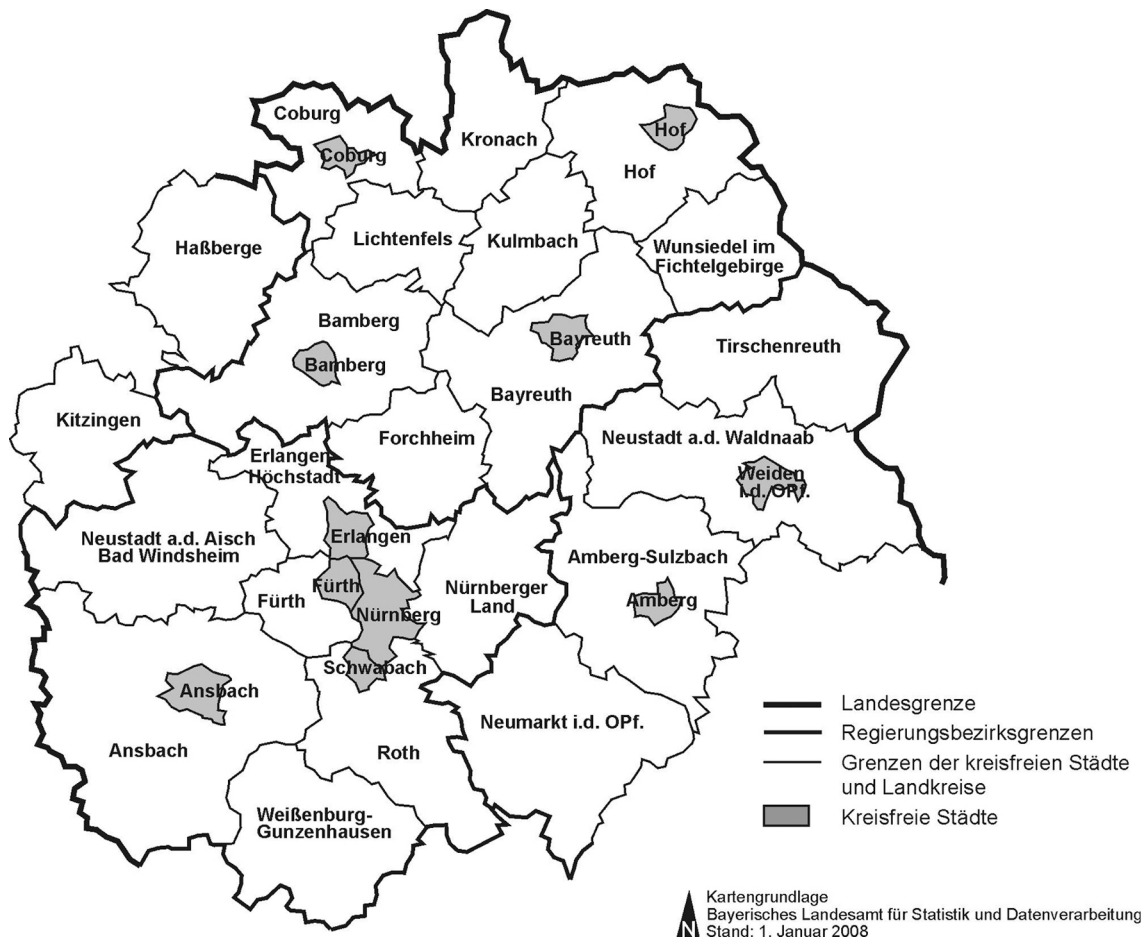 Coburg
Coburg
Kronach
Hof
Hof
Haßberge
Lichtenfels
Kulmbach
Wunsiedel im
Fichtelgebirge
Bamberg
Bamberg
Bayreuth
Bayreuth
Tirschenreuth
Kitzingen
Forchheim
Erlangen
Höchstadt
Neustadt a.d. Waldnaab
Weiden
i.d. OPf.
Neustadt a.d. Aisch
Bad Windsheim
Erlangen
Amberg-Sulzbach
Fürth
Fürth
Nürnberg
Nürnberger
Land
Amberg
Schwabach
Ansbach
Ansbach
Roth
Neumarkt i.d. OPf.
Weißenburg-
Gunzenhausen
Landesgrenze
Regierungsbezirksgrenzen
Grenzen der kreisfreien Städte
und Landkreise
Kreisfreie Städte
N
Kartengrundlage
Bayerisches Landesamt für Statistik und Datenverarbeitung
Stand: 1. Januar 2008